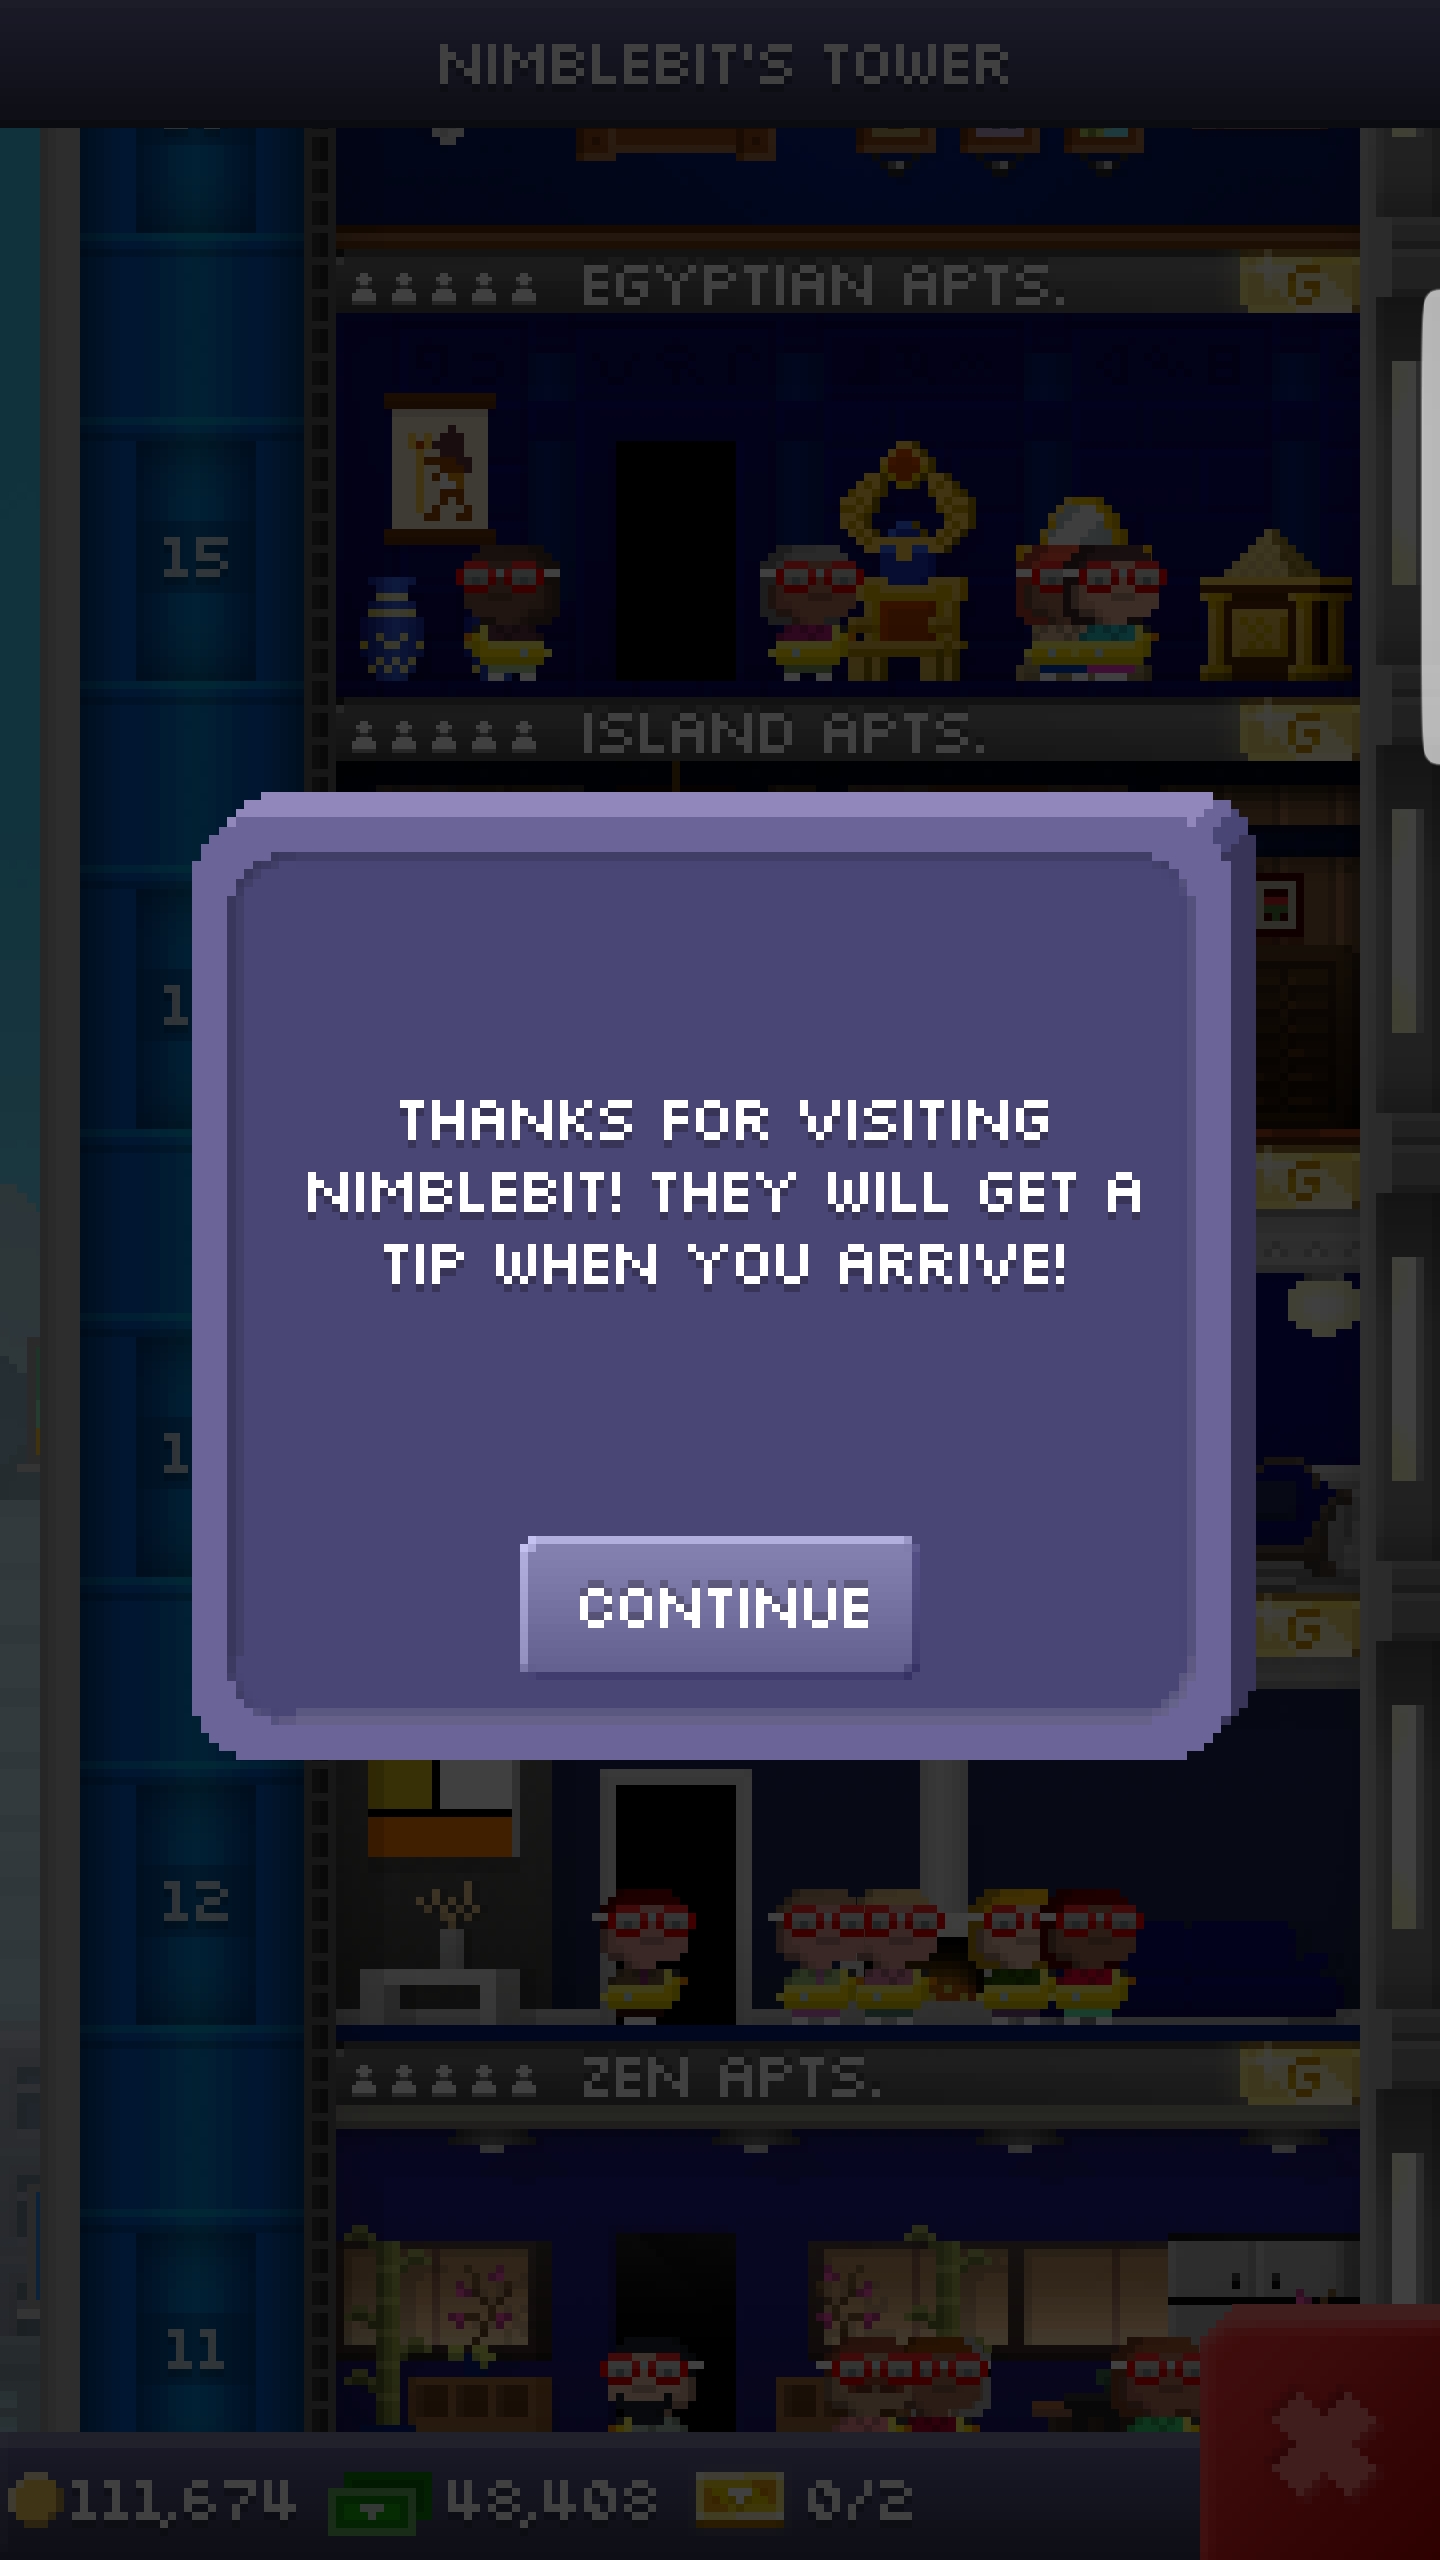 NIMBLEBIT'S TOWER
EGYPTIAN APTS.
G
15
ISLAND APTS.
G
THANKS FOR VISITING
NIMBLEBIT! THEY WILL GET A
TIP WHEN YOU ARRIVE!
G
CONTINUE
G
12
ZEN APTS.
G
11
111,674
48,408
0/2